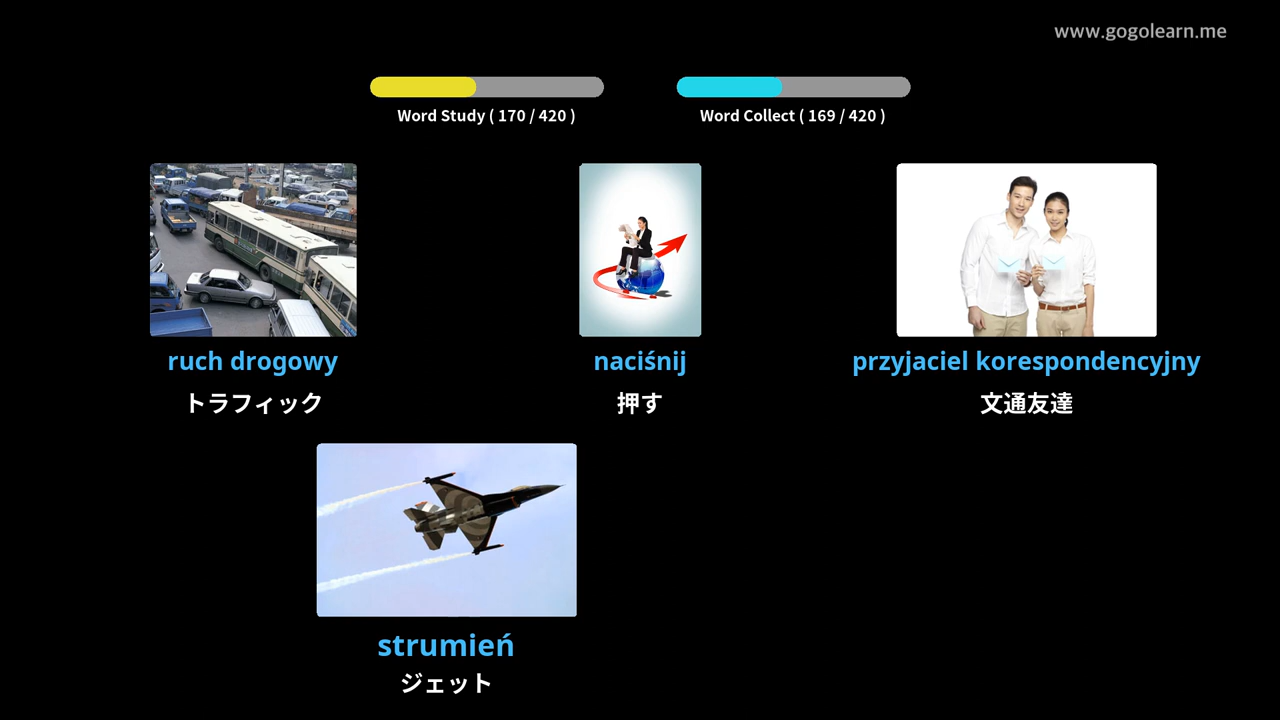 www.gogolearn.me
Word Study ( 170 / 420 )
Word Collect ( 169 / 420 )
ruch drogowy
トラフィック
naciśnij
押す
przyjaciel korespondencyjny
文通友達
strumień
ジェット